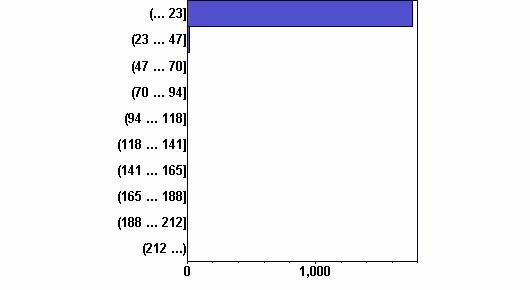 (... 23]
(23 ... 47]
(47 ... 70]
(70 ... 94]
(94 ... 118]
(118 ... 141]
(141 ... 165]
(165 ... 188]
(188 ... 212]
(212 ...)
0 1,000